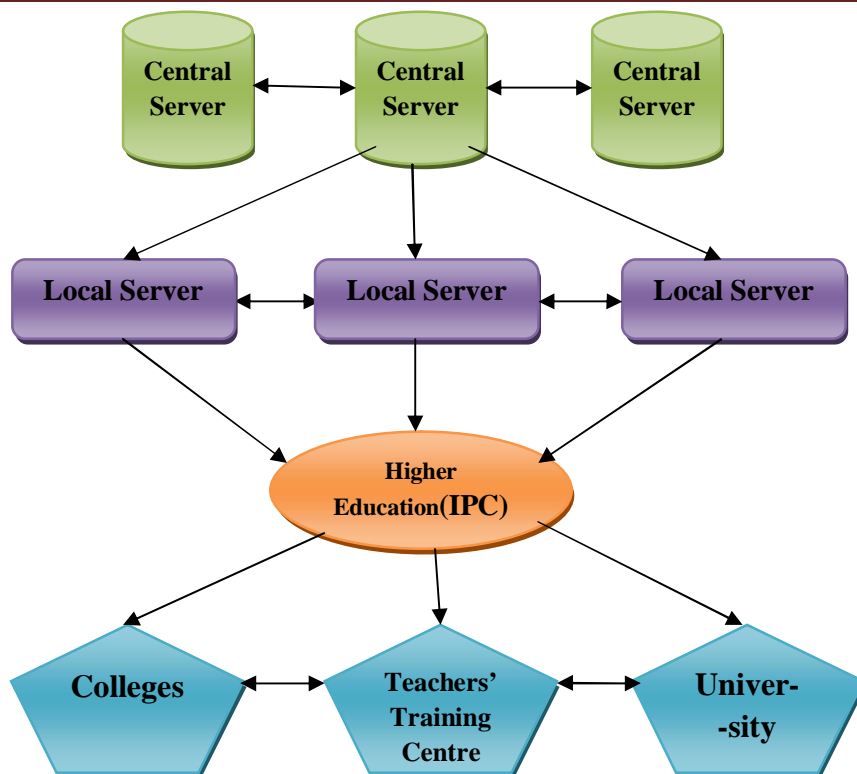 Central
Server
Central
Server
Central
Server
Local Server
Local Server
Local Server
Higher
Education(IPC)
Colleges
Teachers’
Training
Centre
Univer-
-sity